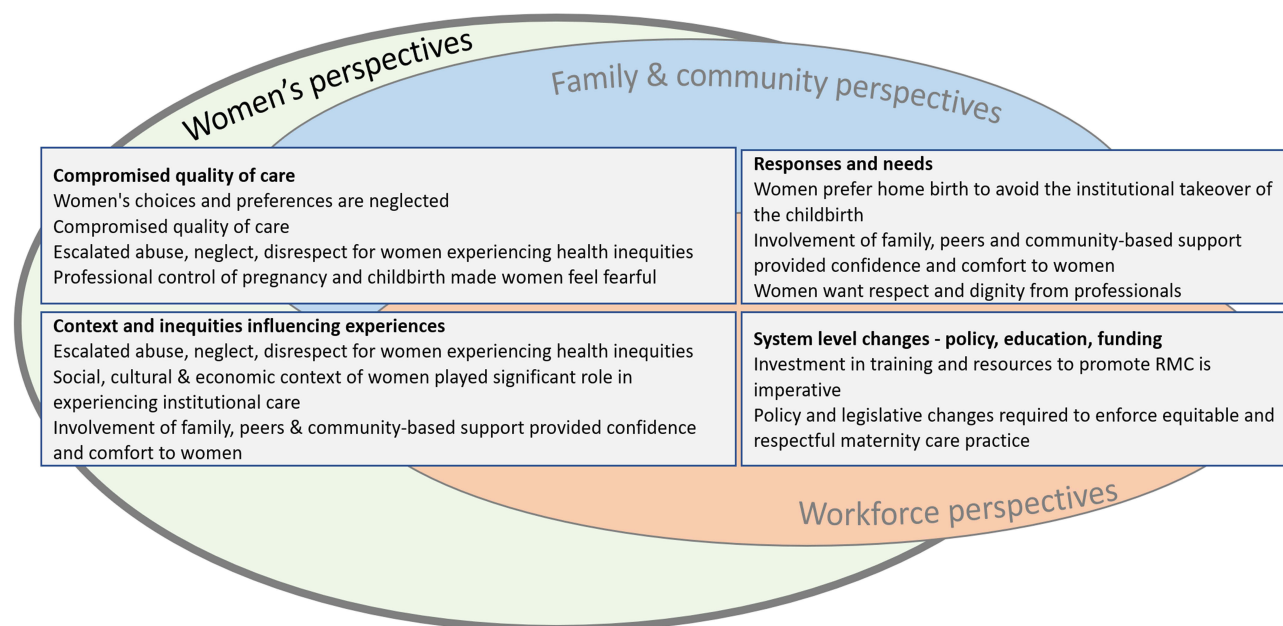 Women's perspectives
Family & community perspectives
Compromised quality of care
Women's choices and preferences are neglected
Compromised quality of care
Escalated abuse, neglect, disrespect for women experiencing health inequities
Professional control of pregnancy and childbirth made women feel fearful
Responses and needs
Women prefer home birth to avoid the institutional takeover of
the childbirth
Involvement of family, peers and community-based support
provided confidence and comfort to women
Women want respect and dignity from professionals
Context and inequities influencing experiences
Escalated abuse, neglect, disrespect for women experiencing health inequities
Social, cultural & economic context of women played significant role in
experiencing institutional care
Involvement of family, peers & community-based support provided confidence
and comfort to women
System level changes - policy, education, funding
Investment in training and resources to promote RMC is
imperative
Policy and legislative changes required to enforce equitable and
respectful maternity care practice
Workforce perspectives